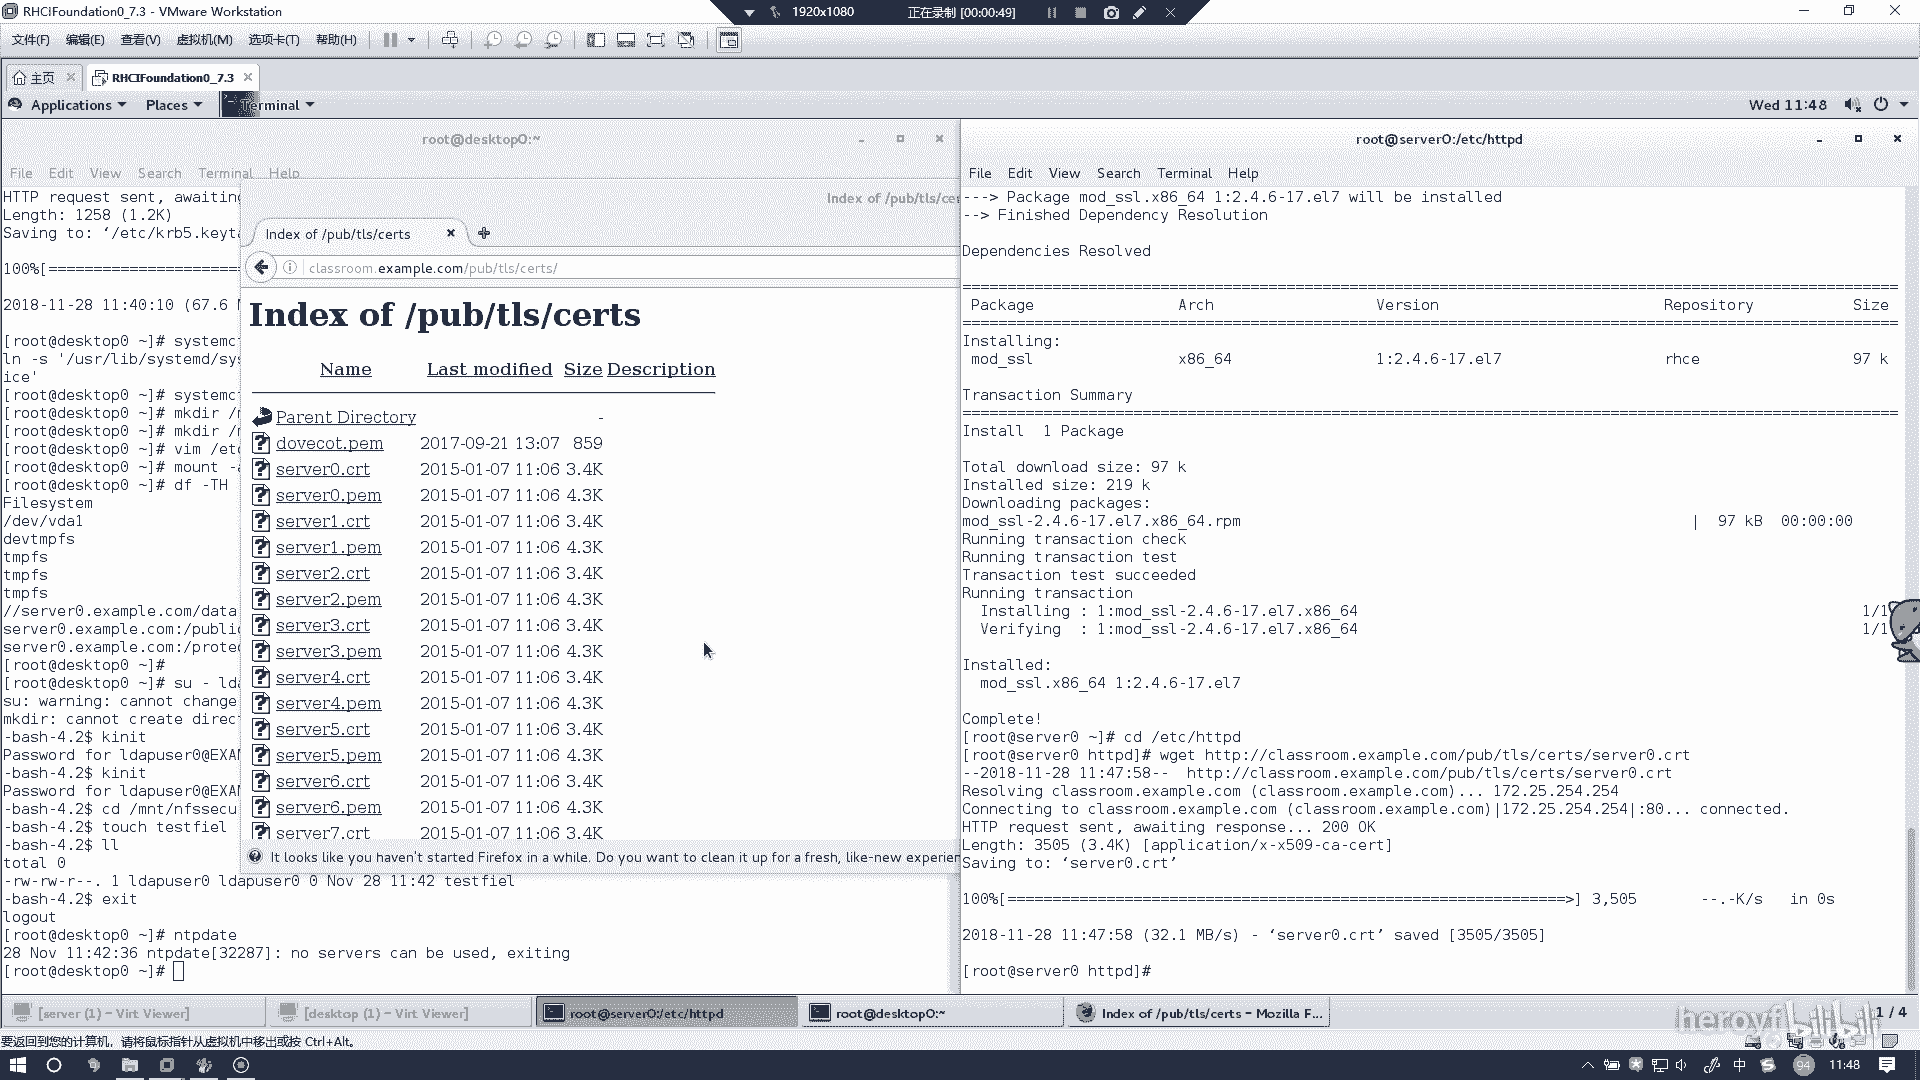 RHCIFoundation0_7.3 - VMware Workstation
1920x1080
正在录制 [00:00:49]
文件(F) 编辑(E) 查看(V) 虚拟机(M) 选项卡(T) 帮助(H)
主页
RHCIFoundation0_7.3
Applications Places Terminal
Wed 11:48
root@desktop0:~
File Edit View Search Terminal Help
HTTP request sent, awaiting
Length: 1258 (1.2K)
Saving to: ‘/etc/krb5.keyta
100%[==========================
2018-11-28 11:40:10 (67.6 M
[root@desktop0 ~]# systemc
ln -s '/usr/lib/systemd/sys
ice'
[root@desktop0 ~]# systemc
[root@desktop0 ~]# mkdir /
[root@desktop0 ~]# mkdir /
[root@desktop0 ~]# vim /etc
[root@desktop0 ~]# mount -a
[root@desktop0 ~]# df -TH
Filesystem
/dev/vda1
devtmpfs
tmpfs
tmpfs
tmpfs
//server0.example.com/data
server0.example.com:/public
server0.example.com:/protec
[root@desktop0 ~]#
[root@desktop0 ~]# su - lda
su: warning: cannot change
mkdir: cannot create direct
-bash-4.2$ kinit
Password for ldapuser0@EXAM
-bash-4.2$ kinit
Password for ldapuser0@EXAM
-bash-4.2$ cd /mnt/nfssecu
-bash-4.2$ touch testfiel
-bash-4.2$ ll
total 0
-rw-rw-r--. 1 ldapuser0 ldapuser0 0 Nov 28 11:42 testfiel
-bash-4.2$ exit
logout
[root@desktop0 ~]# ntpdate
28 Nov 11:42:36 ntpdate[32287]: no servers can be used, exiting
[root@desktop0 ~]#
Index of /pub/tls/cer
Index of /pub/tls/certs
classroom.example.com/pub/tls/certs/
Index of /pub/tls/certs
Name Last modified Size Description
Parent Directory -
dovecot.pem 2017-09-21 13:07 859
server0.crt 2015-01-07 11:06 3.4K
server0.pem 2015-01-07 11:06 4.3K
server1.crt 2015-01-07 11:06 3.4K
server1.pem 2015-01-07 11:06 4.3K
server2.crt 2015-01-07 11:06 3.4K
server2.pem 2015-01-07 11:06 4.3K
server3.crt 2015-01-07 11:06 3.4K
server3.pem 2015-01-07 11:06 4.3K
server4.crt 2015-01-07 11:06 3.4K
server4.pem 2015-01-07 11:06 4.3K
server5.crt 2015-01-07 11:06 3.4K
server5.pem 2015-01-07 11:06 4.3K
server6.crt 2015-01-07 11:06 3.4K
server6.pem 2015-01-07 11:06 4.3K
server7.crt 2015-01-07 11:06 3.4K
It looks like you haven't started Firefox in a while. Do you want to clean it up for a fresh, like-new experien
root@server0:/etc/httpd
File Edit View Search Terminal Help
---> Package mod_ssl.x86_64 1:2.4.6-17.el7 will be installed
--> Finished Dependency Resolution
Dependencies Resolved
================================================================================
Package Arch Version Repository Size
================================================================================
Installing:
mod_ssl x86_64 1:2.4.6-17.el7 rhce 97 k
Transaction Summary
================================================================================
Install 1 Package
Total download size: 97 k
Installed size: 219 k
Downloading packages:
mod_ssl-2.4.6-17.el7.x86_64.rpm | 97 kB 00:00:00
Running transaction check
Running transaction test
Transaction test succeeded
Running transaction
Installing : 1:mod_ssl-2.4.6-17.el7.x86_64 1/1
Verifying : 1:mod_ssl-2.4.6-17.el7.x86_64 1/1
Installed:
mod_ssl.x86_64 1:2.4.6-17.el7
Complete!
[root@server0 ~]# cd /etc/httpd
[root@server0 httpd]# wget http://classroom.example.com/pub/tls/certs/server0.crt
--2018-11-28 11:47:58-- http://classroom.example.com/pub/tls/certs/server0.crt
Resolving classroom.example.com (classroom.example.com)... 172.25.254.254
Connecting to classroom.example.com (classroom.example.com)|172.25.254.254|:80... connected.
HTTP request sent, awaiting response... 200 OK
Length: 3505 (3.4K) [application/x-x509-ca-cert]
Saving to: ‘server0.crt’
100%[==============================================================>] 3,505 --.-K/s in 0s
2018-11-28 11:47:58 (32.1 MB/s) - ‘server0.crt’ saved [3505/3505]
[root@server0 httpd]#
[server (1) – Virt Viewer]
[desktop (1) – Virt Viewer]
root@server0:/etc/httpd
root@desktop0:~
Index of /pub/tls/certs – Mozilla F...
1 / 4
bilibili
要返回到您的计算机，请将鼠标指针从虚拟机中移出或按 Ctrl+Alt。
中
94
11:48